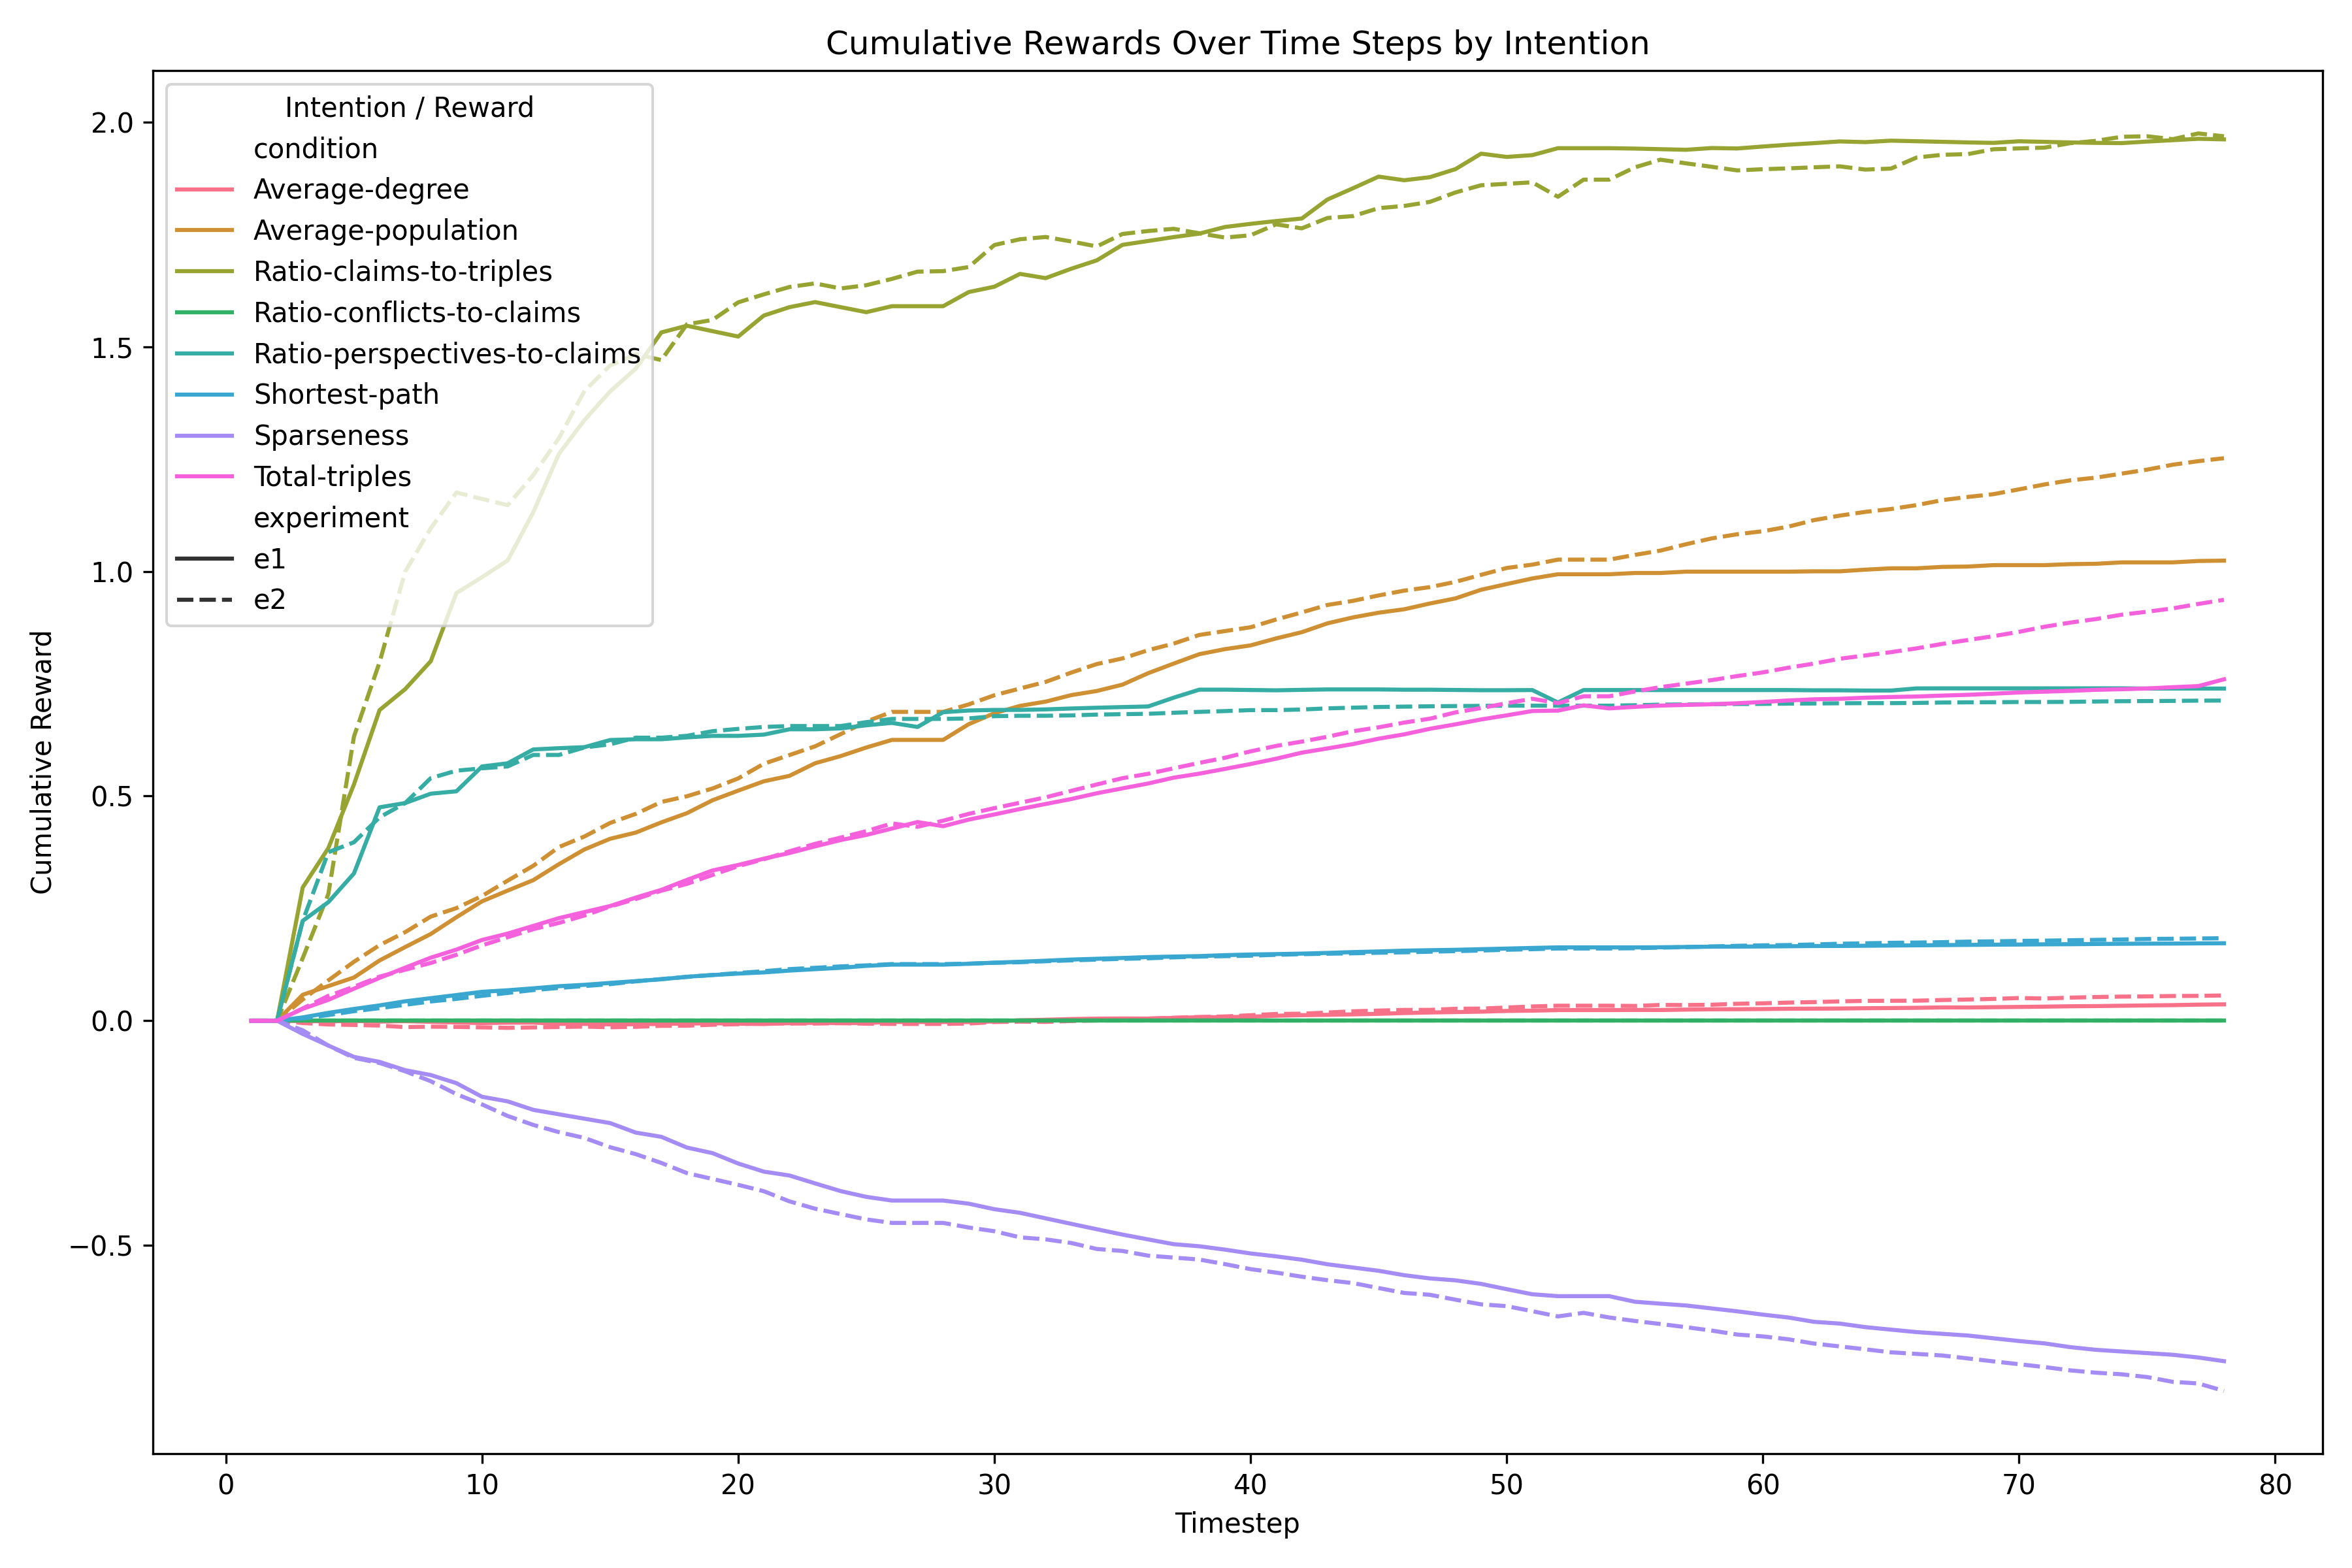 Cumulative Rewards Over Time Steps by Intention
Intention / Reward
condition
Average-degree
Average-population
Ratio-claims-to-triples
Ratio-conflicts-to-claims
Ratio-perspectives-to-claims
Shortest-path
Sparseness
Total-triples
experiment
e1
e2
Cumulative Reward
2.0
1.5
1.0
0.5
0.0
−0.5
0 10 20 30 40 50 60 70 80
Timestep